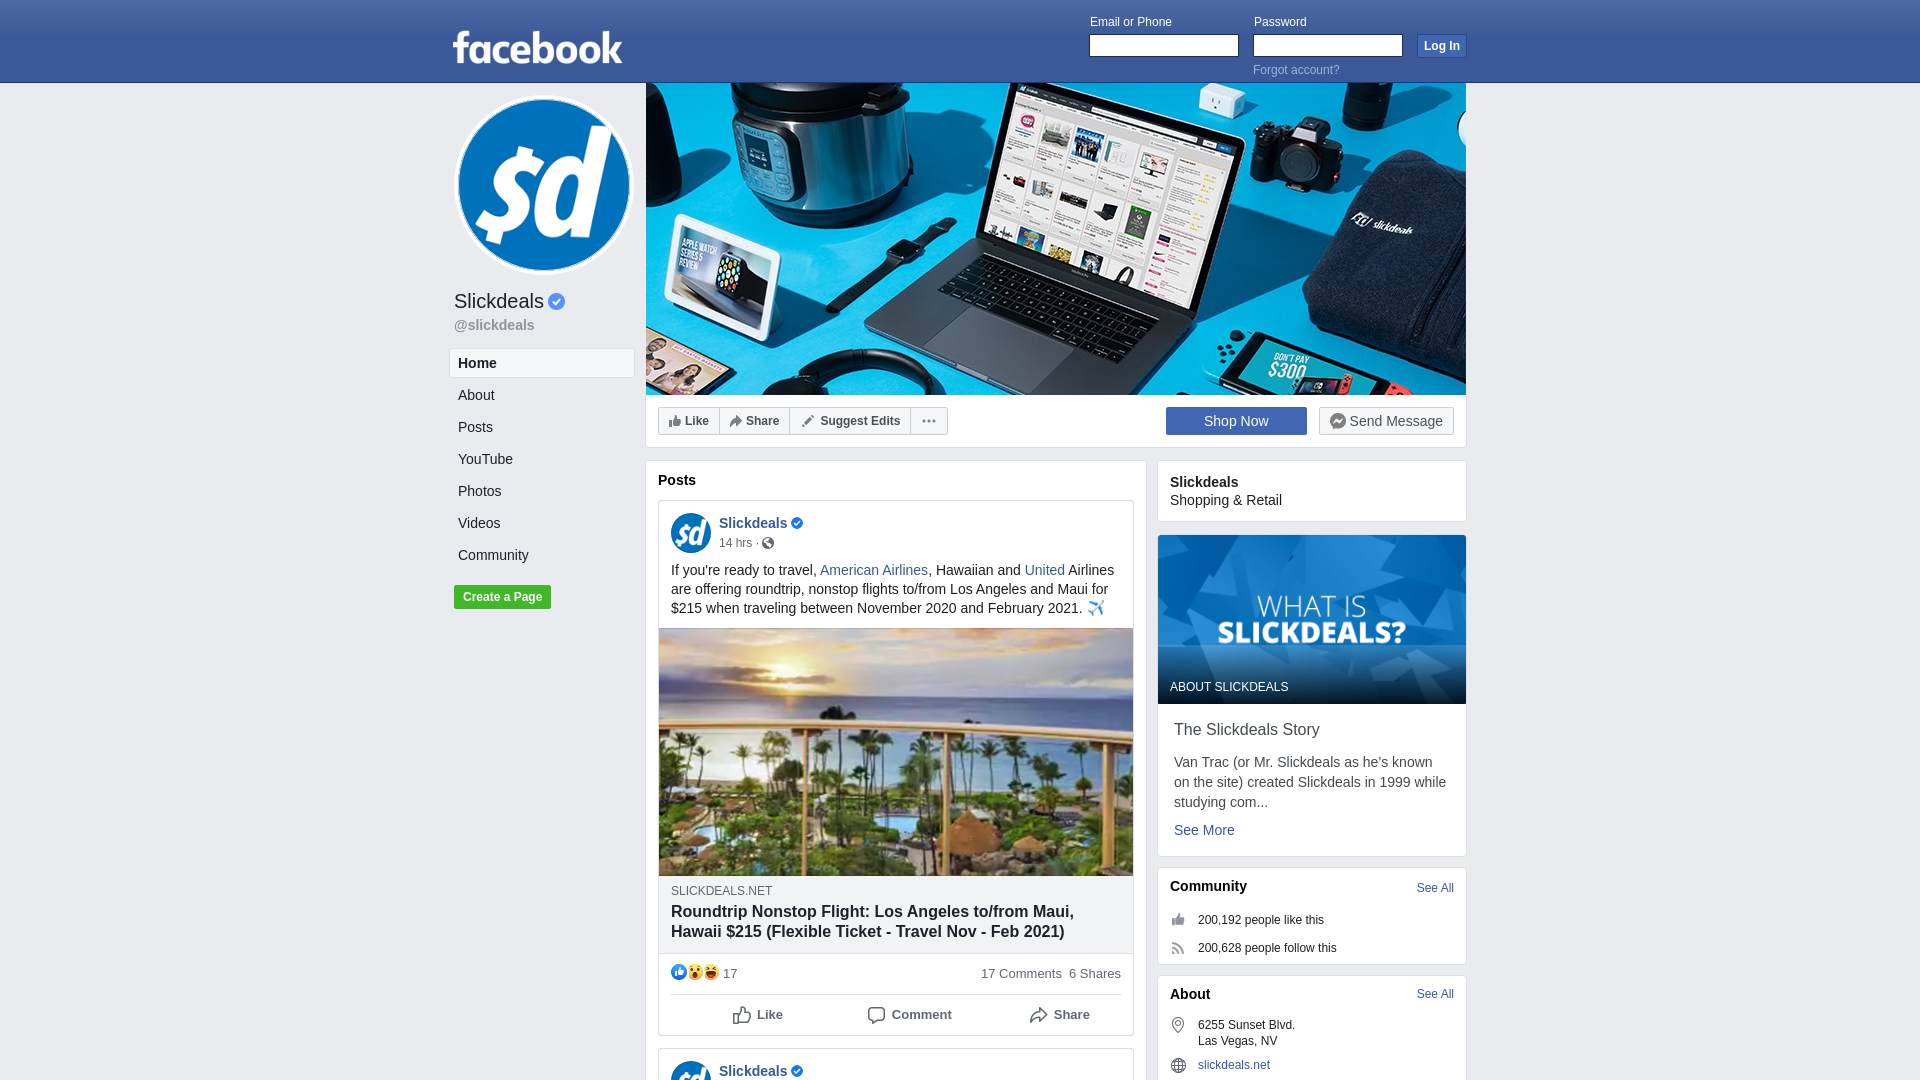 facebook
Email or Phone
Password
Log In
Forgot account?
$d
Slickdeals
@slickdeals
Home
About
Posts
YouTube
Photos
Videos
Community
Create a Page
APPLE WATCH
SERIES 5
REVIEW
slickdeals
DON'T PAY
$300
Like
Share
Suggest Edits
Shop Now
Send Message
Posts
$d
Slickdeals
14 hrs ·
If you're ready to travel, American Airlines, Hawaiian and United Airlines
are offering roundtrip, nonstop flights to/from Los Angeles and Maui for
$215 when traveling between November 2020 and February 2021. ✈️
SLICKDEALS.NET
Roundtrip Nonstop Flight: Los Angeles to/from Maui,
Hawaii $215 (Flexible Ticket - Travel Nov - Feb 2021)
17
17 Comments 6 Shares
Like
Comment
Share
$d
Slickdeals
Slickdeals
Shopping & Retail
WHAT IS
SLICKDEALS?
ABOUT SLICKDEALS
The Slickdeals Story
Van Trac (or Mr. Slickdeals as he’s known
on the site) created Slickdeals in 1999 while
studying com...
See More
Community
See All
200,192 people like this
200,628 people follow this
About
See All
6255 Sunset Blvd.
Las Vegas, NV
slickdeals.net